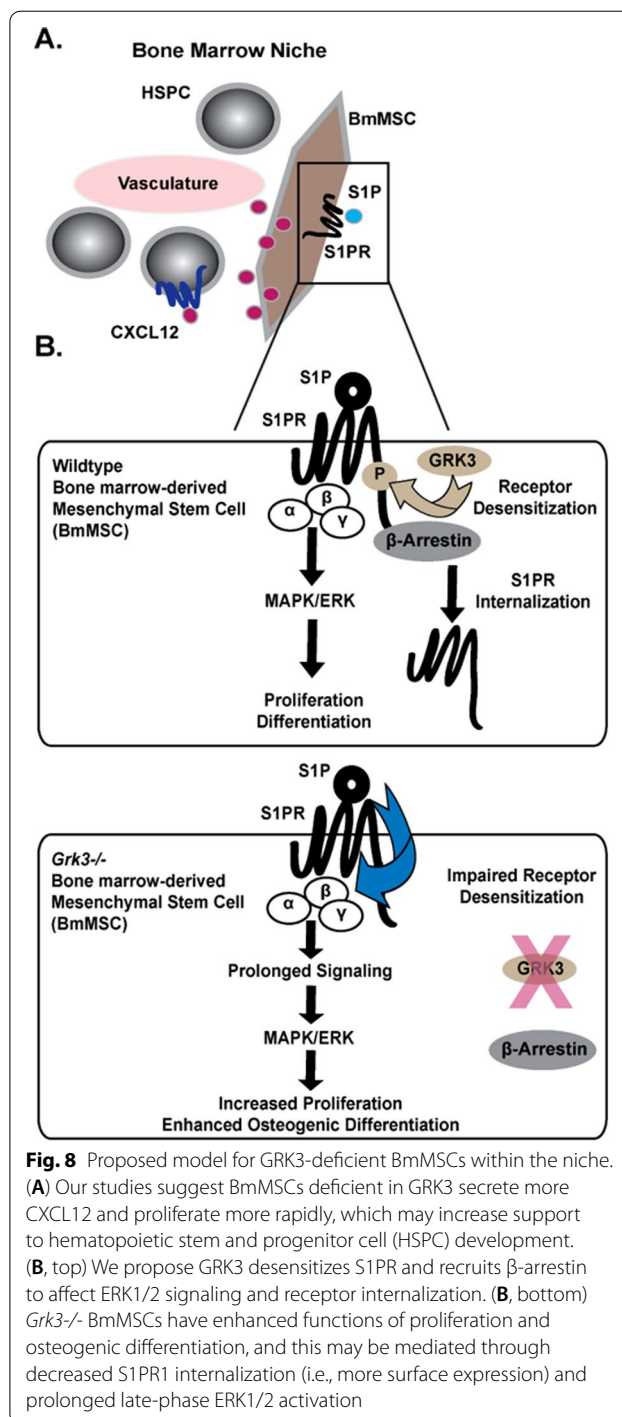 A.
Bone Marrow Niche
HSPC
BmMSC
Vasculature
S1P
S1PR
CXCL12
B.
S1P
S1PR
Wildtype
Bone marrow-derived
Mesenchymal Stem Cell
(BmMSC)
P
GRK3
Receptor
Desensitization
α
β
γ
β-Arrestin
MAPK/ERK
S1PR
Internalization
Proliferation
Differentiation
S1P
S1PR
Grk3-/-
Bone marrow-derived
Mesenchymal Stem Cell
(BmMSC)
α
β
γ
Impaired Receptor
Desensitization
GRK3
Prolonged Signaling
β-Arrestin
MAPK/ERK
Increased Proliferation
Enhanced Osteogenic Differentiation
Fig. 8 Proposed model for GRK3-deficient BmMSCs within the niche.
(A) Our studies suggest BmMSCs deficient in GRK3 secrete more
CXCL12 and proliferate more rapidly, which may increase support
to hematopoietic stem and progenitor cell (HSPC) development.
(B, top) We propose GRK3 desensitizes S1PR and recruits β-arrestin
to affect ERK1/2 signaling and receptor internalization. (B, bottom)
Grk3-/- BmMSCs have enhanced functions of proliferation and
osteogenic differentiation, and this may be mediated through
decreased S1PR1 internalization (i.e., more surface expression) and
prolonged late-phase ERK1/2 activation